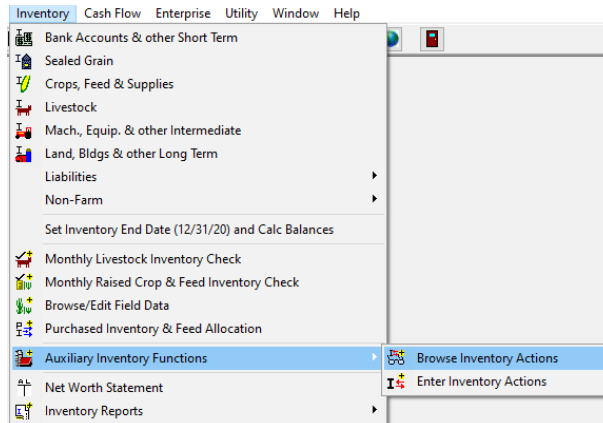 Inventory Cash Flow Enterprise Utility Window Help
Bank Accounts & other Short Term
Sealed Grain
Crops, Feed & Supplies
Livestock
Mach., Equip. & other Intermediate
Land, Bldgs & other Long Term
Liabilities
Non-Farm
Set Inventory End Date (12/31/20) and Calc Balances
Monthly Livestock Inventory Check
Monthly Raised Crop & Feed Inventory Check
Browse/Edit Field Data
Purchased Inventory & Feed Allocation
Auxiliary Inventory Functions
Browse Inventory Actions
Enter Inventory Actions
Net Worth Statement
Inventory Reports